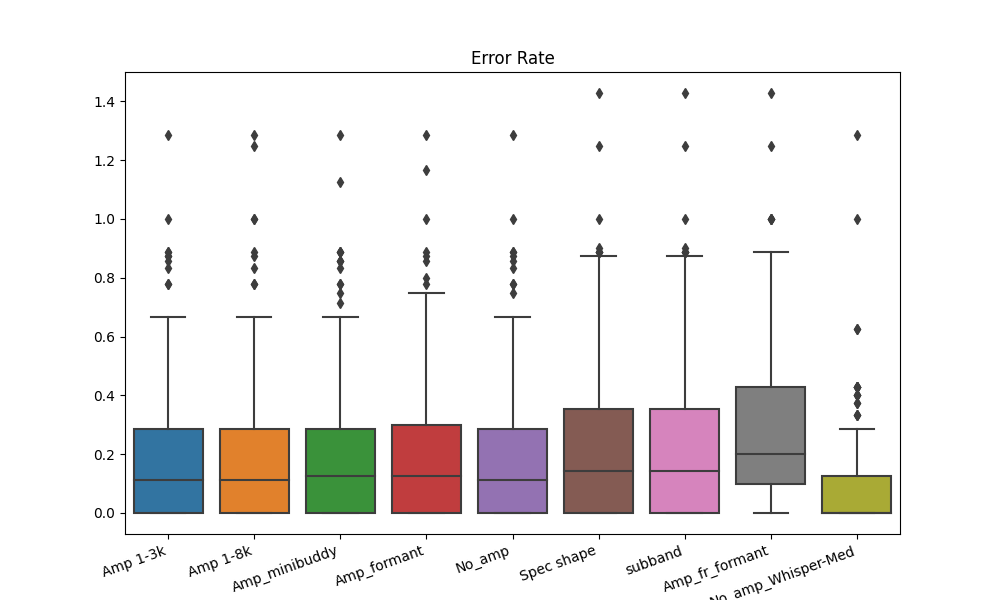 Error Rate
1.4
1.2
1.0
0.8
0.6
0.4
0.2
0.0
Amp 1-3k
Amp 1-8k
Amp_minibuddy
Amp_formant
No_amp
Spec shape
subband
Amp_fr_formant
No_amp_Whisper-Med